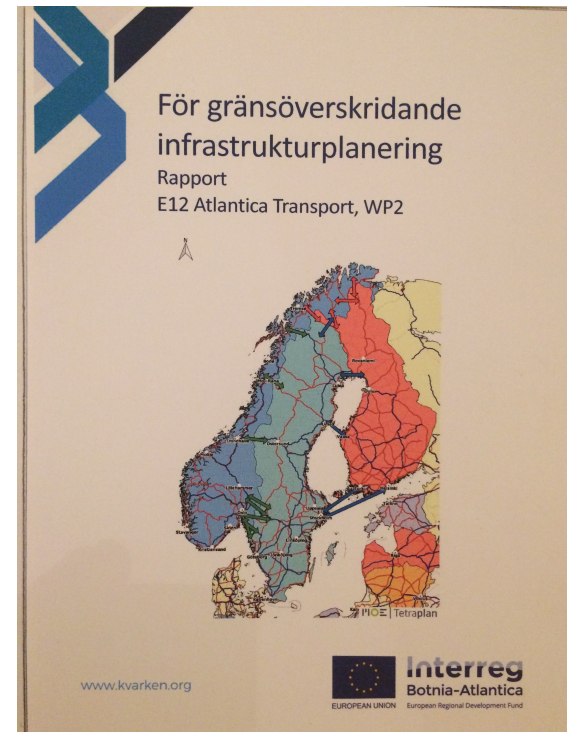 För gränsöverskridande
infrastrukturplanering
Rapport
E12 Atlantica Transport, WP2
MOE | Tetraplan
www.kvarken.org
EUROPEAN UNION
Interreg
Botnia-Atlantica
European Regional Development Fund